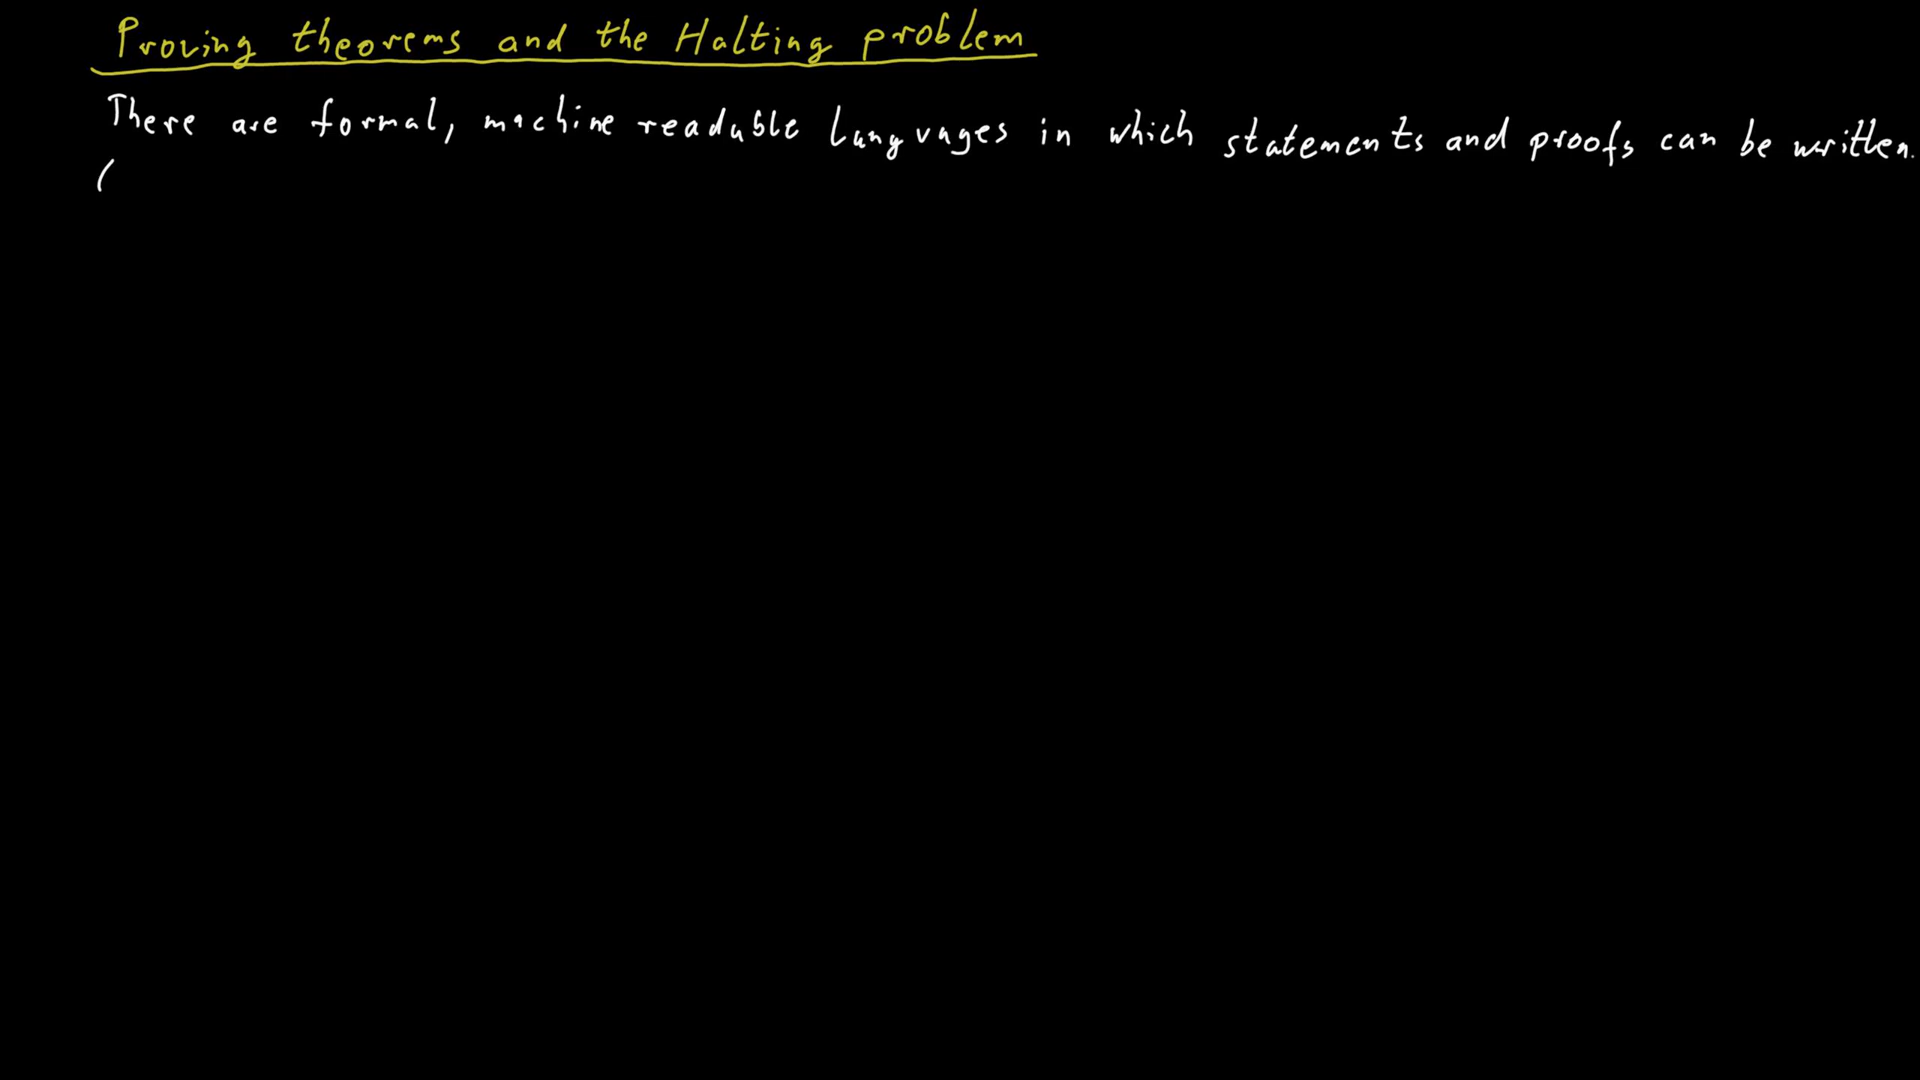 Proving theorems and the Halting problem
There are formal, machine readable languages in which statements and proofs can be written.
(